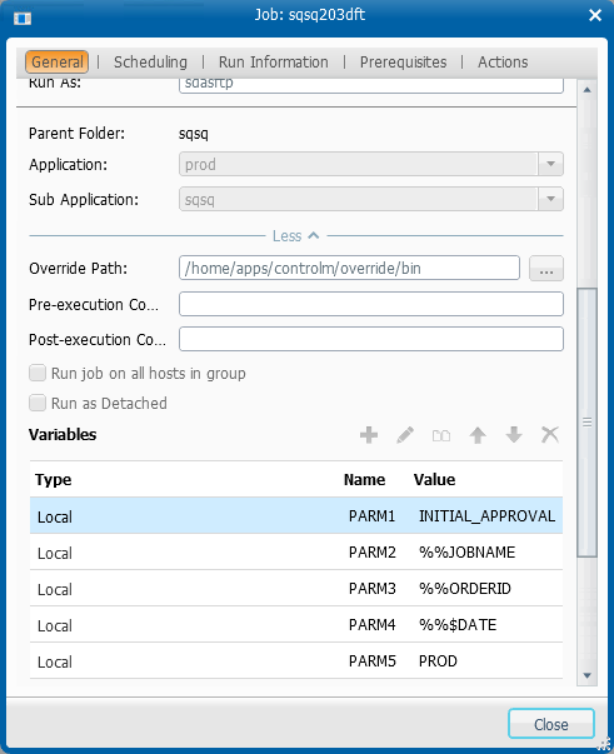 Job: sqsq203dft
General | Scheduling | Run Information | Prerequisites | Actions
Run As: sdasftp
Parent Folder: sqsq
Application: prod
Sub Application: sqsq
Less
Override Path: /home/apps/controlm/override/bin ...
Pre-execution Co...
Post-execution Co...
Run job on all hosts in group
Run as Detached
Variables
Type Name Value
Local PARM1 INITIAL_APPROVAL
Local PARM2 %%JOBNAME
Local PARM3 %%ORDERID
Local PARM4 %%$DATE
Local PARM5 PROD
Close